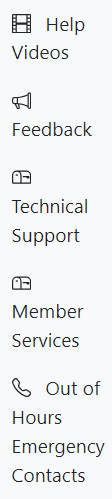 Help
Videos
Feedback
Technical
Support
Member
Services
Out of
Hours
Emergency
Contacts